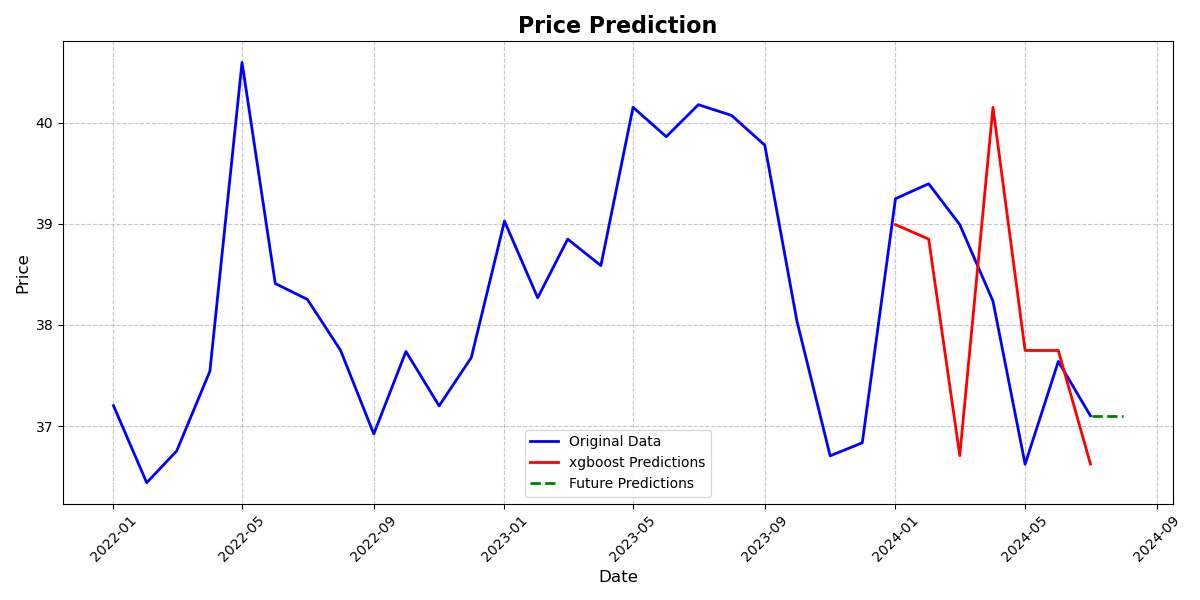 Price Prediction
Price
40
39
38
37
Original Data
xgboost Predictions
Future Predictions
2022-01
2022-05
2022-09
2023-01
2023-05
2023-09
2024-01
2024-05
2024-09
Date